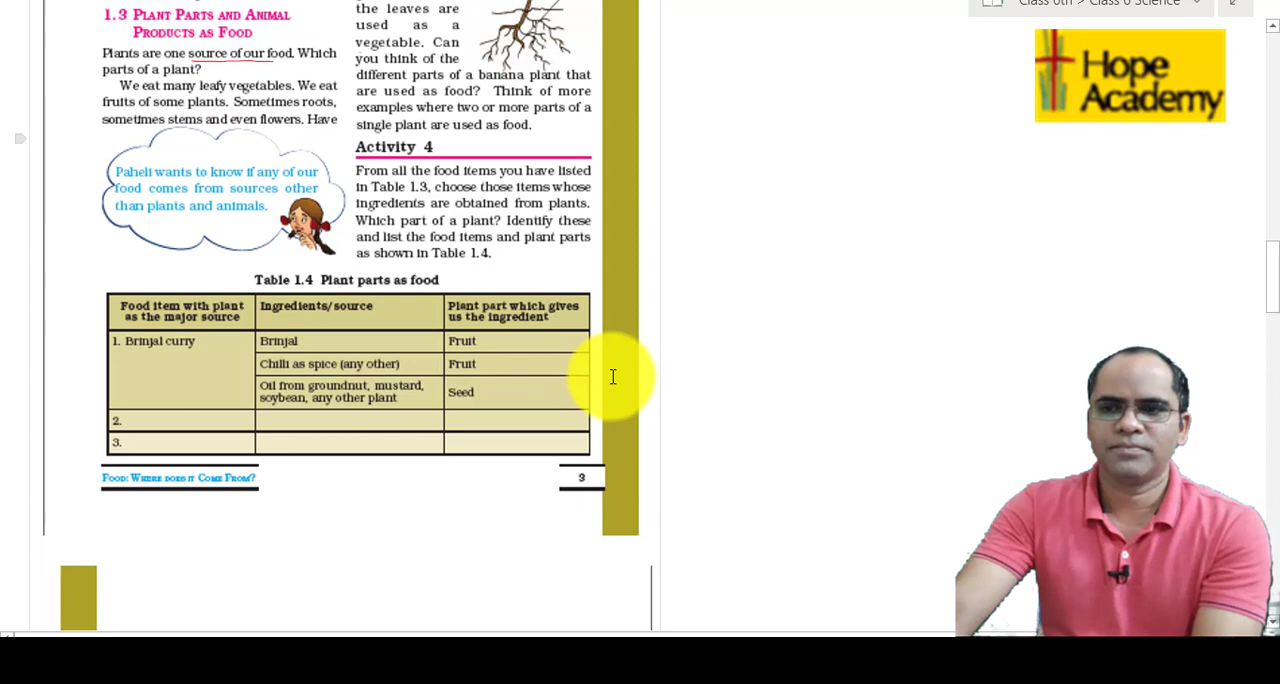 Class 6th > Class 6 Science
Hope
Academy
1.3 PLANT PARTS AND ANIMAL
PRODUCTS AS FOOD
Plants are one source of our food. Which
parts of a plant?
We eat many leafy vegetables. We eat
fruits of some plants. Sometimes roots,
sometimes stems and even flowers. Have
Paheli wants to know if any of our
food comes from sources other
than plants and animals.
the leaves are
used as a
vegetable. Can
you think of the
different parts of a banana plant that
are used as food? Think of more
examples where two or more parts of a
single plant are used as food.
Activity 4
From all the food items you have listed
in Table 1.3, choose those items whose
ingredients are obtained from plants.
Which part of a plant? Identify these
and list the food items and plant parts
as shown in Table 1.4.
Table 1.4 Plant parts as food
Food item with plant
as the major source
Ingredients/source
Plant part which gives
us the ingredient
1. Brinjal curry
Brinjal
Fruit
Chilli as spice (any other)
Fruit
Oil from groundnut, mustard,
soybean, any other plant
Seed
2.
3.
FOOD: WHERE DOES IT COME FROM?
3